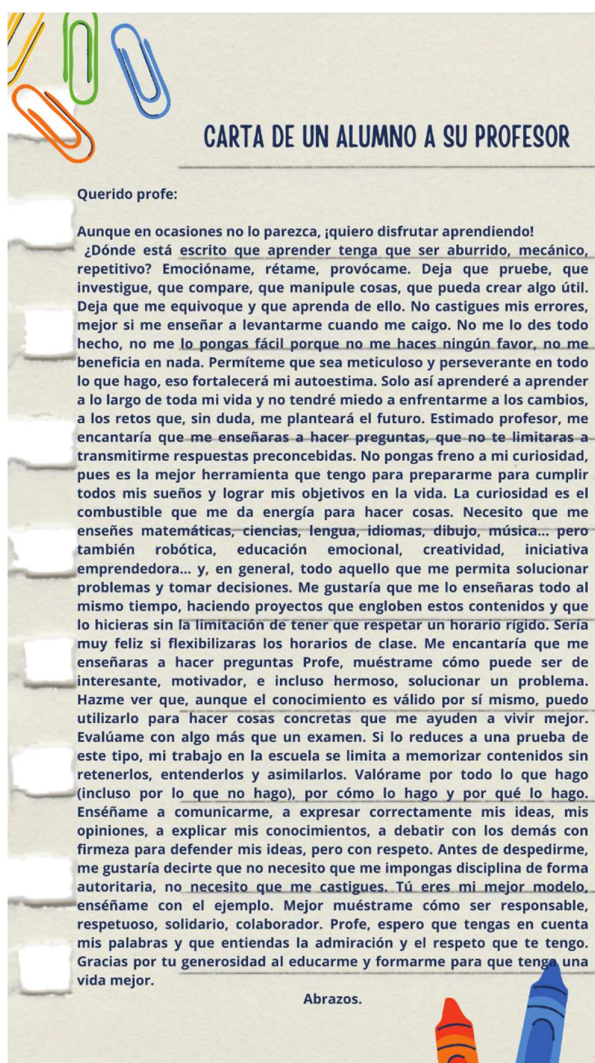 CARTA DE UN ALUMNO A SU PROFESOR
Querido profe:
Aunque en ocasiones no lo parezca, ¡quiero disfrutar aprendiendo!
¿Dónde está escrito que aprender tenga que ser aburrido, mecánico,
repetitivo? Emocióname, rétame, provócame. Deja que pruebe, que
investigue, que compare, que manipule cosas, que pueda crear algo útil.
Deja que me equivoque y que aprenda de ello. No castigues mis errores,
mejor si me enseñar a levantarme cuando me caigo. No me lo des todo
hecho, no me lo pongas fácil porque no me haces ningún favor, no me
beneficia en nada. Permíteme que sea meticuloso y perseverante en todo
lo que hago, eso fortalecerá mi autoestima. Solo así aprenderé a aprender
a lo largo de toda mi vida y no tendré miedo a enfrentarme a los cambios,
a los retos que, sin duda, me planteará el futuro. Estimado profesor, me
encantaría que me enseñaras a hacer preguntas, que no te limitaras a
transmitirme respuestas preconcebidas. No pongas freno a mi curiosidad,
pues es la mejor herramienta que tengo para prepararme para cumplir
todos mis sueños y lograr mis objetivos en la vida. La curiosidad es el
combustible que me da energía para hacer cosas. Necesito que me
enseñes matemáticas, ciencias, lengua, idiomas, dibujo, música... pero
también robótica, educación emocional, creatividad, iniciativa
emprendedora... y, en general, todo aquello que me permita solucionar
problemas y tomar decisiones. Me gustaría que me lo enseñaras todo al
mismo tiempo, haciendo proyectos que engloben estos contenidos y que
lo hicieras sin la limitación de tener que respetar un horario rígido. Sería
muy feliz si flexibilizaras los horarios de clase. Me encantaría que me
enseñaras a hacer preguntas Profe, muéstrame cómo puede ser de
interesante, motivador, e incluso hermoso, solucionar un problema.
Hazme ver que, aunque el conocimiento es válido por sí mismo, puedo
utilizarlo para hacer cosas concretas que me ayuden a vivir mejor.
Evalúame con algo más que un examen. Si lo reduces a una prueba de
este tipo, mi trabajo en la escuela se limita a memorizar contenidos sin
retenerlos, entenderlos y asimilarlos. Valórame por todo lo que hago
(incluso por lo que no hago), por cómo lo hago y por qué lo hago.
Enséñame a comunicarme, a expresar correctamente mis ideas, mis
opiniones, a explicar mis conocimientos, a debatir con los demás con
firmeza para defender mis ideas, pero con respeto. Antes de despedirme,
me gustaría decirte que no necesito que me impongas disciplina de forma
autoritaria, no necesito que me castigues. Tú eres mi mejor modelo,
enséñame con el ejemplo. Mejor muéstrame cómo ser responsable,
respetuoso, solidario, colaborador. Profe, espero que tengas en cuenta
mis palabras y que entiendas la admiración y el respeto que te tengo.
Gracias por tu generosidad al educarme y formarme para que tenga una
vida mejor.
Abrazos.